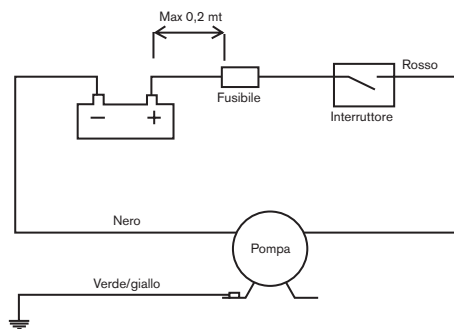 Max 0,2 mt
Rosso
Fusibile
Interruttore
Nero
Pompa
Verde/giallo